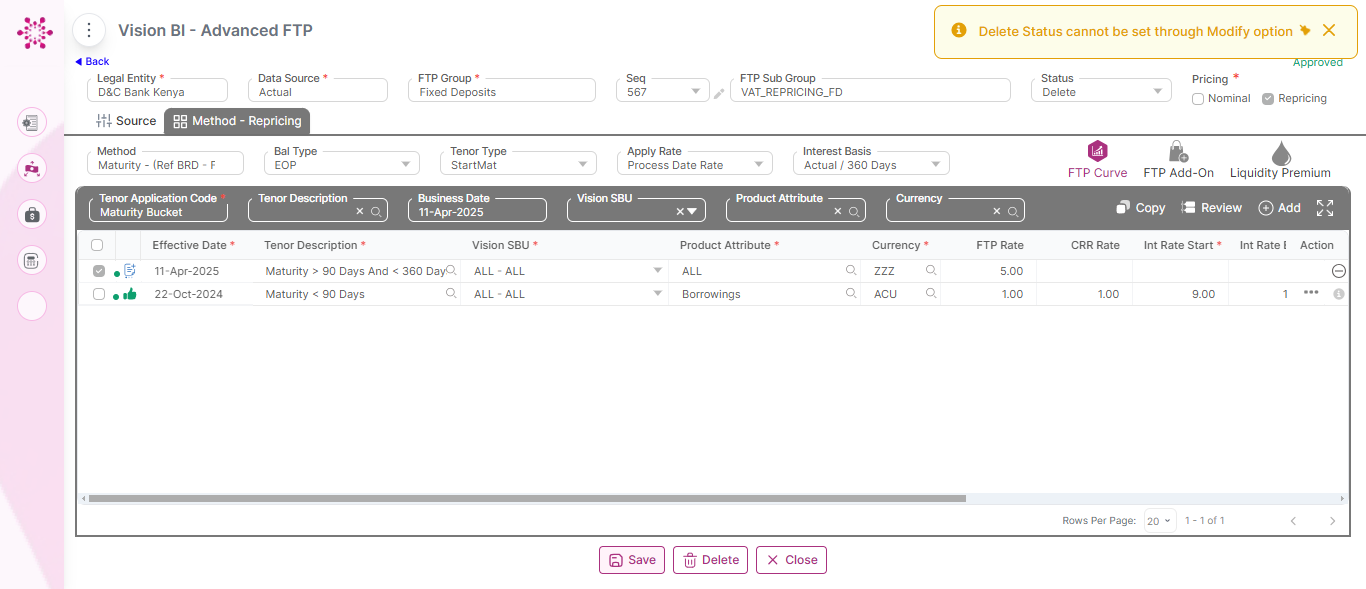 Vision BI - Advanced FTP
Delete Status cannot be set through Modify option
Back
Approved
Legal Entity *
D&C Bank Kenya
Data Source *
Actual
FTP Group *
Fixed Deposits
Seq
567
FTP Sub Group
VAT_REPRICING_FD
Status
Delete
Pricing *
Nominal
Repricing
Source
Method - Repricing
Method
Maturity - (Ref BRD - F
Bal Type
EOP
Tenor Type
StartMat
Apply Rate
Process Date Rate
Interest Basis
Actual / 360 Days
FTP Curve
FTP Add-On
Liquidity Premium
Tenor Application Code *
Maturity Bucket
Tenor Description
Business Date
11-Apr-2025
Vision SBU
Product Attribute
Currency
Copy
Review
Add
Effective Date * Tenor Description * Vision SBU * Product Attribute * Currency * FTP Rate CRR Rate Int Rate Start * Int Rate E Action
11-Apr-2025 Maturity > 90 Days And < 360 Day ALL - ALL ALL ZZZ 5.00
22-Oct-2024 Maturity < 90 Days ALL - ALL Borrowings ACU 1.00 1.00 9.00 1
Rows Per Page: 20 1 - 1 of 1
Save
Delete
Close